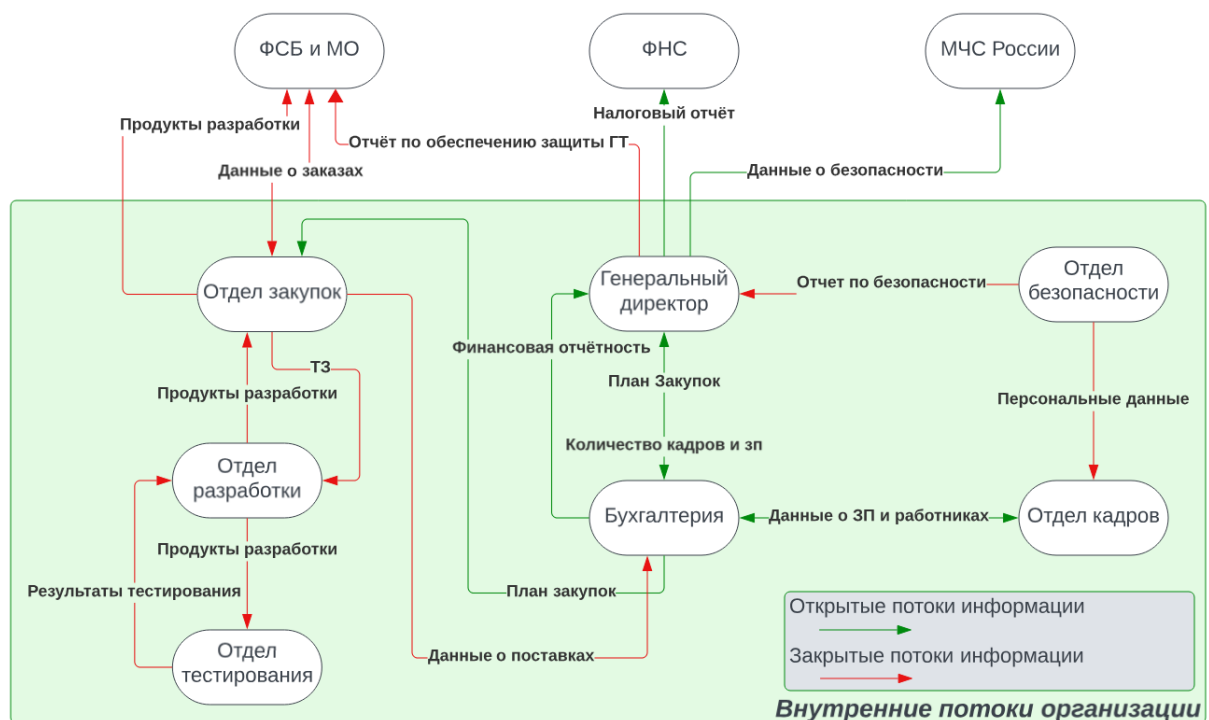 ФСБ и МО
ФНС
МЧС России
Продукты разработки
Налоговый отчёт
Отчёт по обеспечению защиты ГТ
Данные о заказах
Данные о безопасности
Отдел закупок
Генеральный
директор
Отчет по безопасности
Отдел
безопасности
Финансовая отчётность
ТЗ
План Закупок
Продукты разработки
Персональные данные
Количество кадров и зп
Отдел
разработки
Бухгалтерия
Данные о ЗП и работниках
Отдел кадров
Продукты разработки
Результаты тестирования
План закупок
Отдел
тестирования
Данные о поставках
Открытые потоки информации
Закрытые потоки информации
Внутренние потоки организации